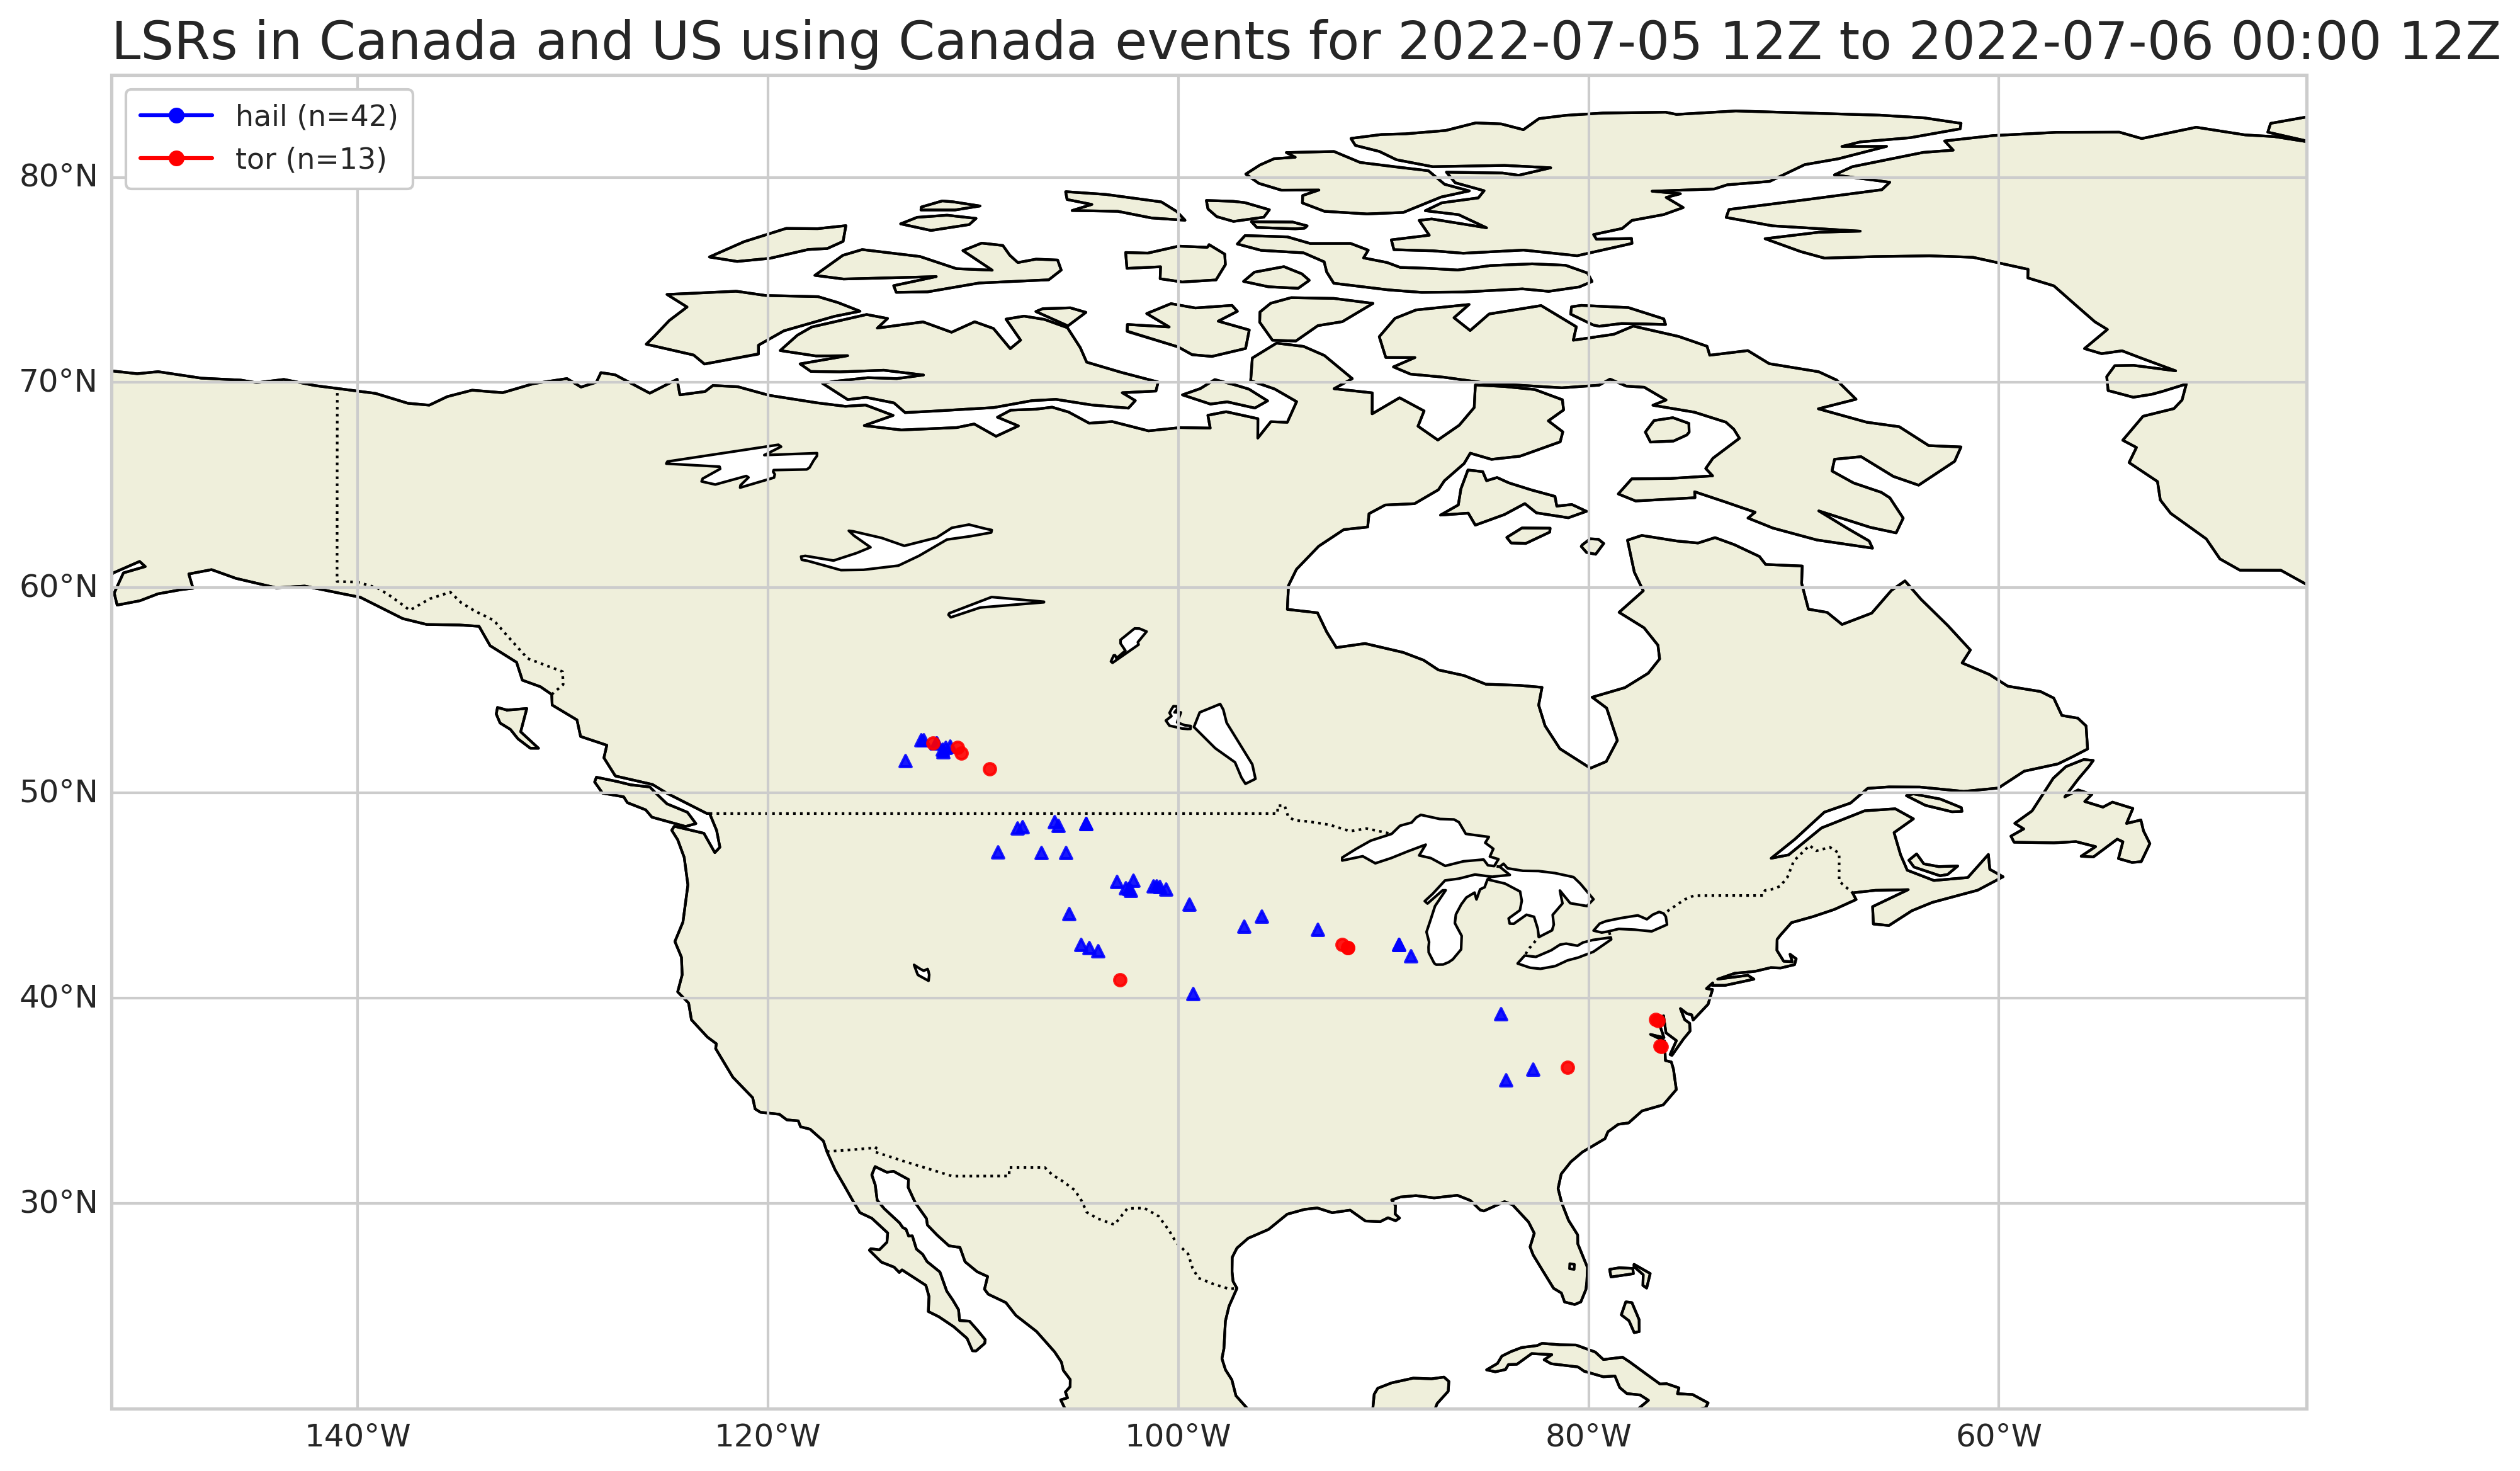 LSRs in Canada and US using Canada events for 2022-07-05 12Z to 2022-07-06 00:00 12Z
hail (n=42)
tor (n=13)
80°N
70°N
60°N
50°N
40°N
30°N
140°W
120°W
100°W
80°W
60°W